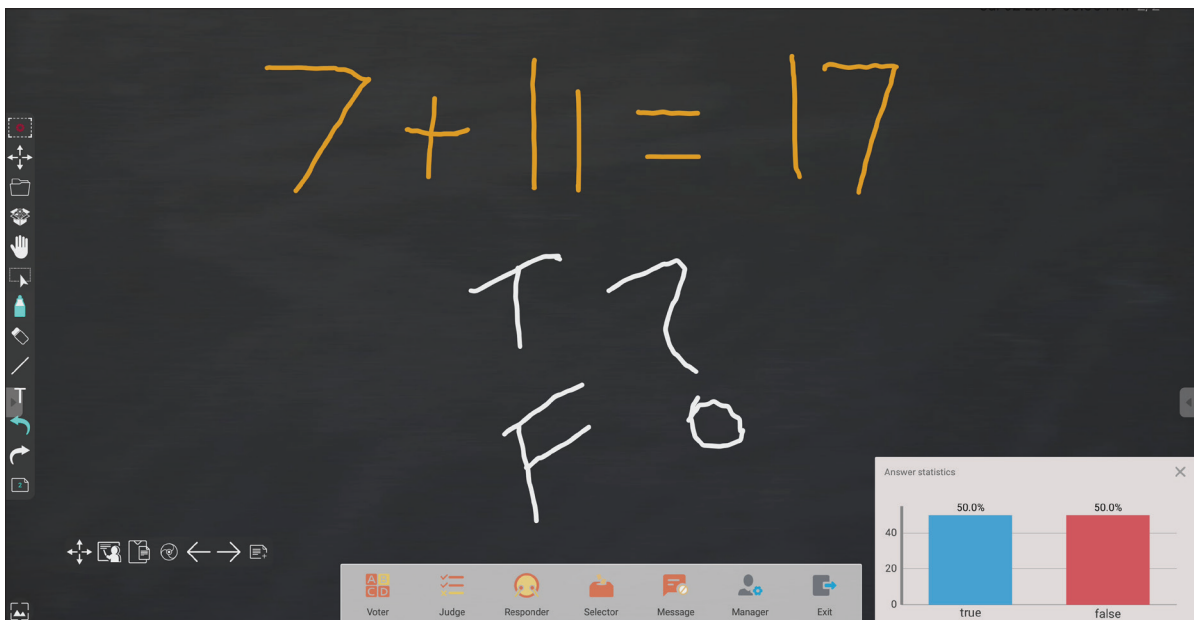 7 + 11 = 17
T ?
F
Answer statistics
50.0% 50.0%
40
20
0
true false
T
2
A B
C D
Voter Judge Responder Selector Message Manager Exit